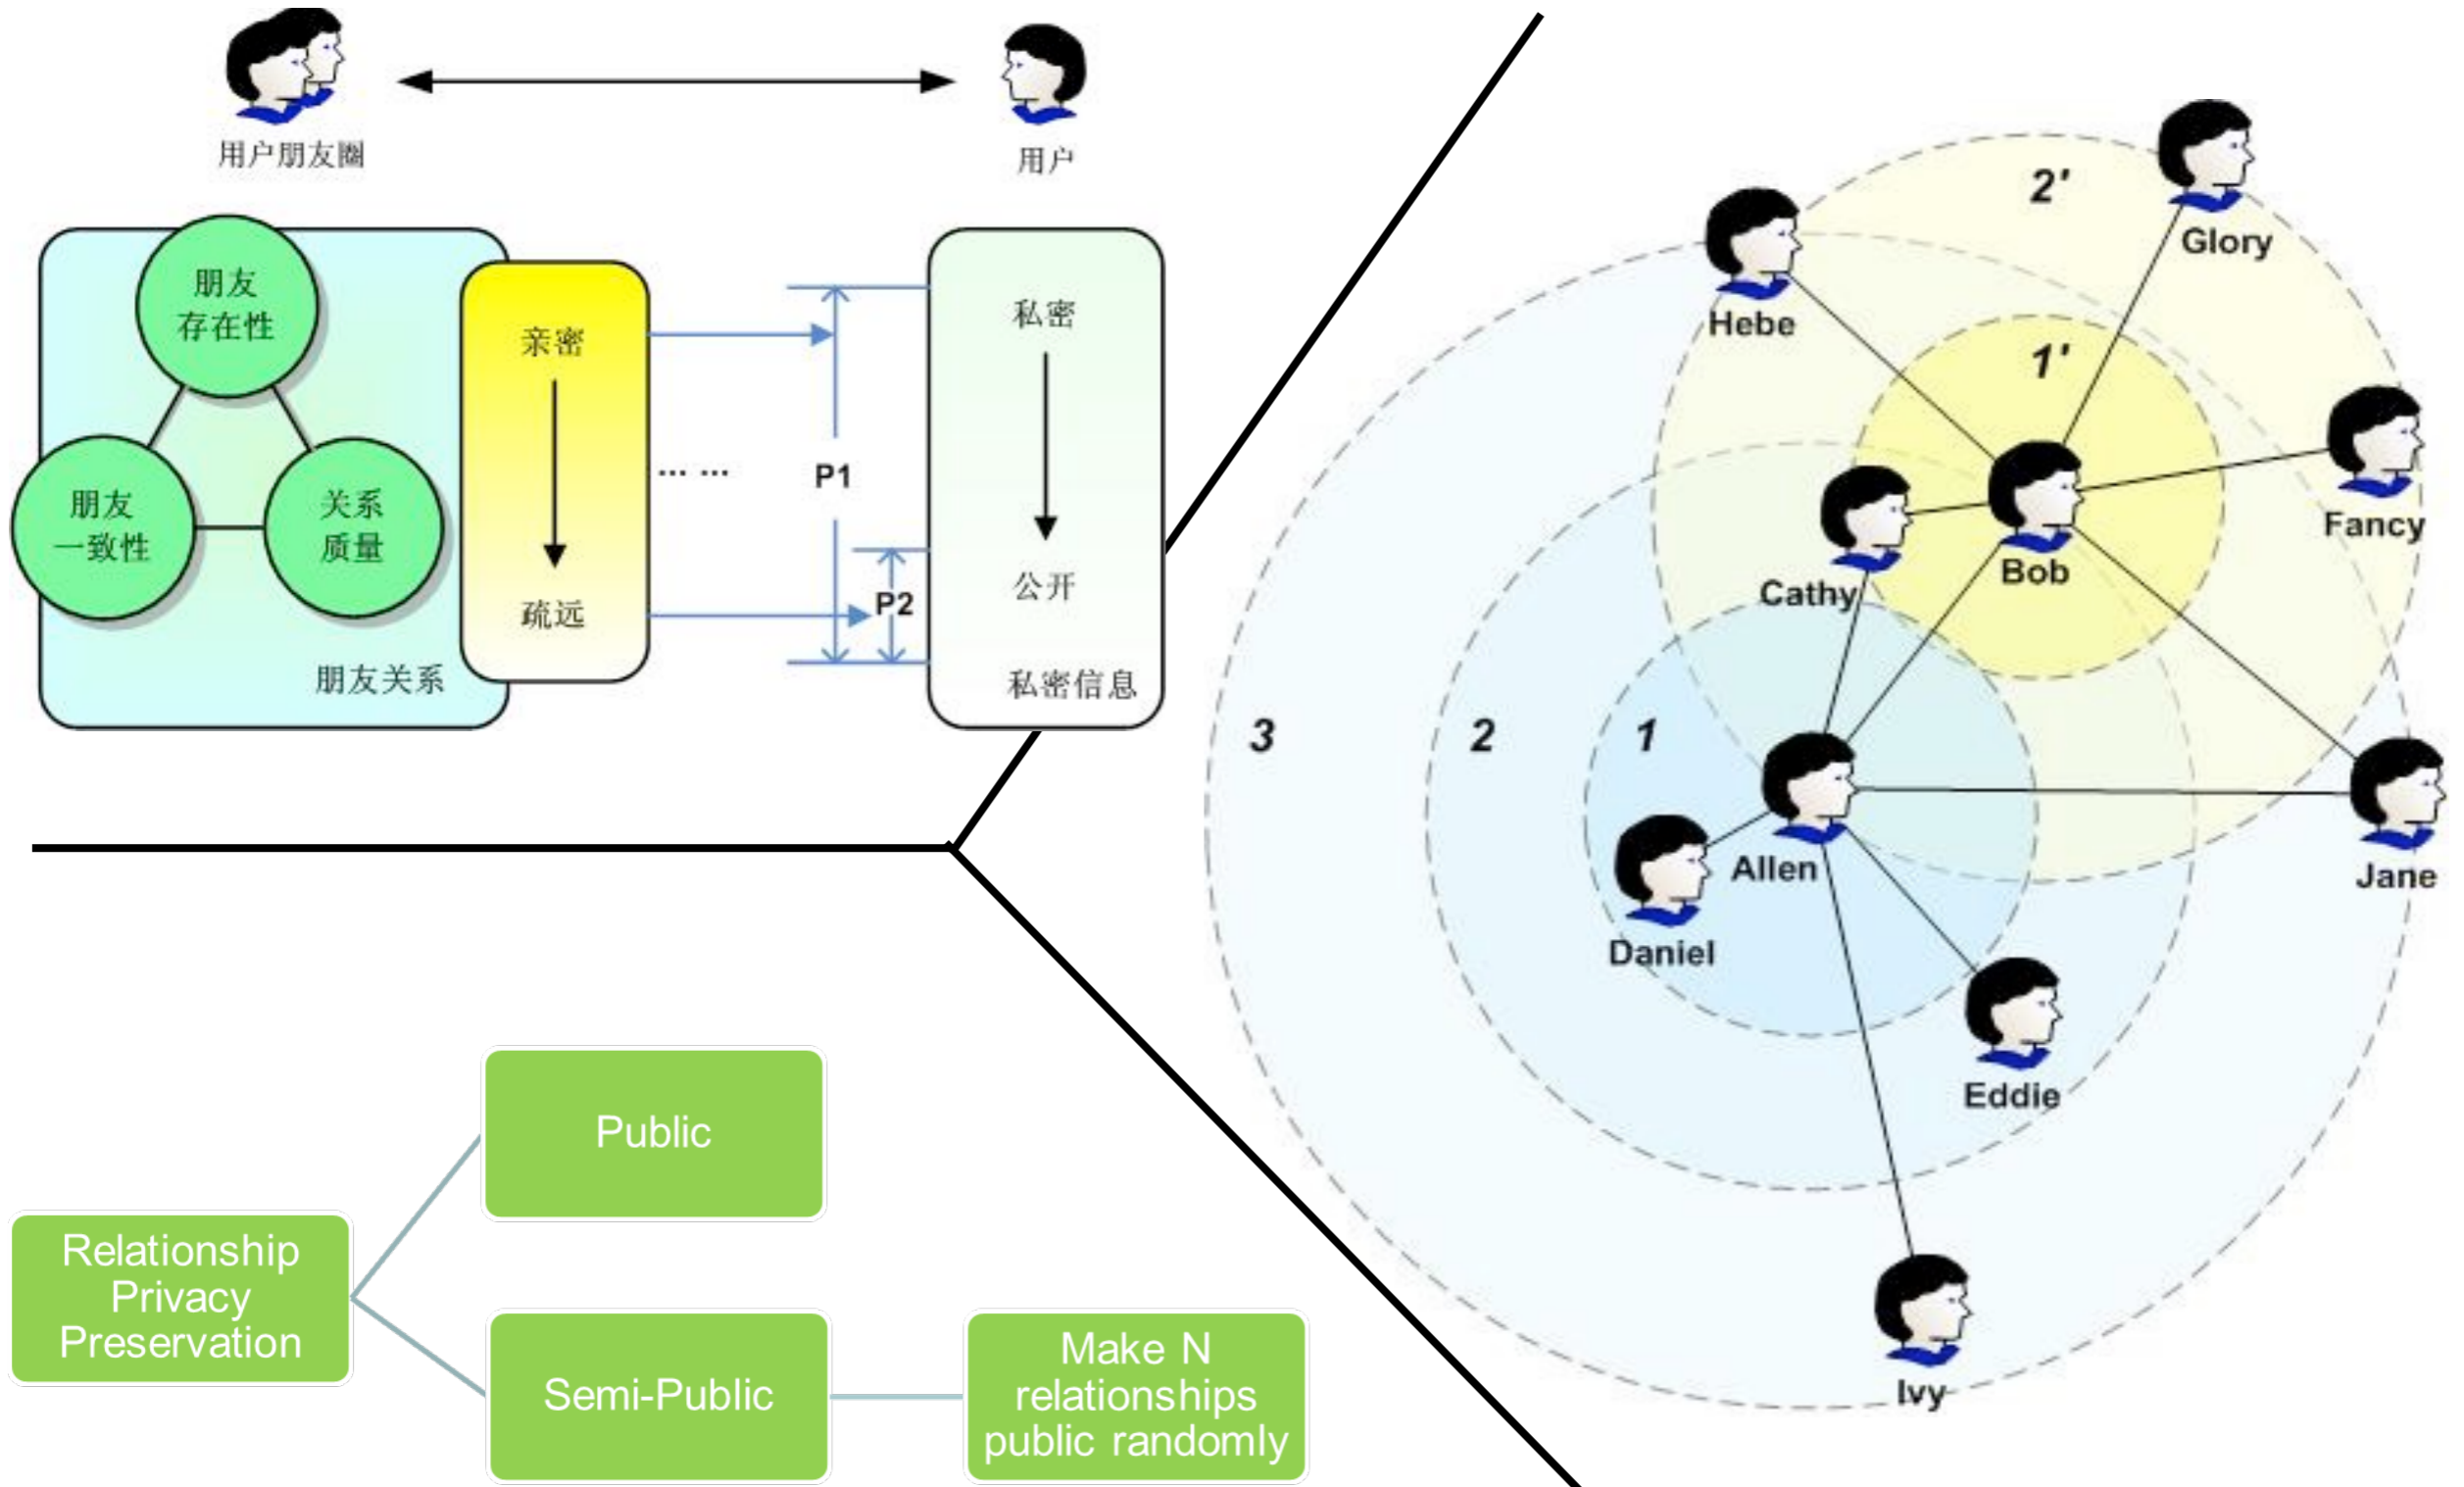 用户朋友圈
用户
朋友
存在性
朋友
一致性
关系
质量
朋友关系
亲密
疏远
... ...
P1
P2
私密
公开
私密信息
2'
Glory
Hebe
1'
Fancy
Bob
Cathy
3
2
1
Allen
Jane
Daniel
Eddie
Ivy
Relationship
Privacy
Preservation
Public
Semi-Public
Make N
relationships
public randomly